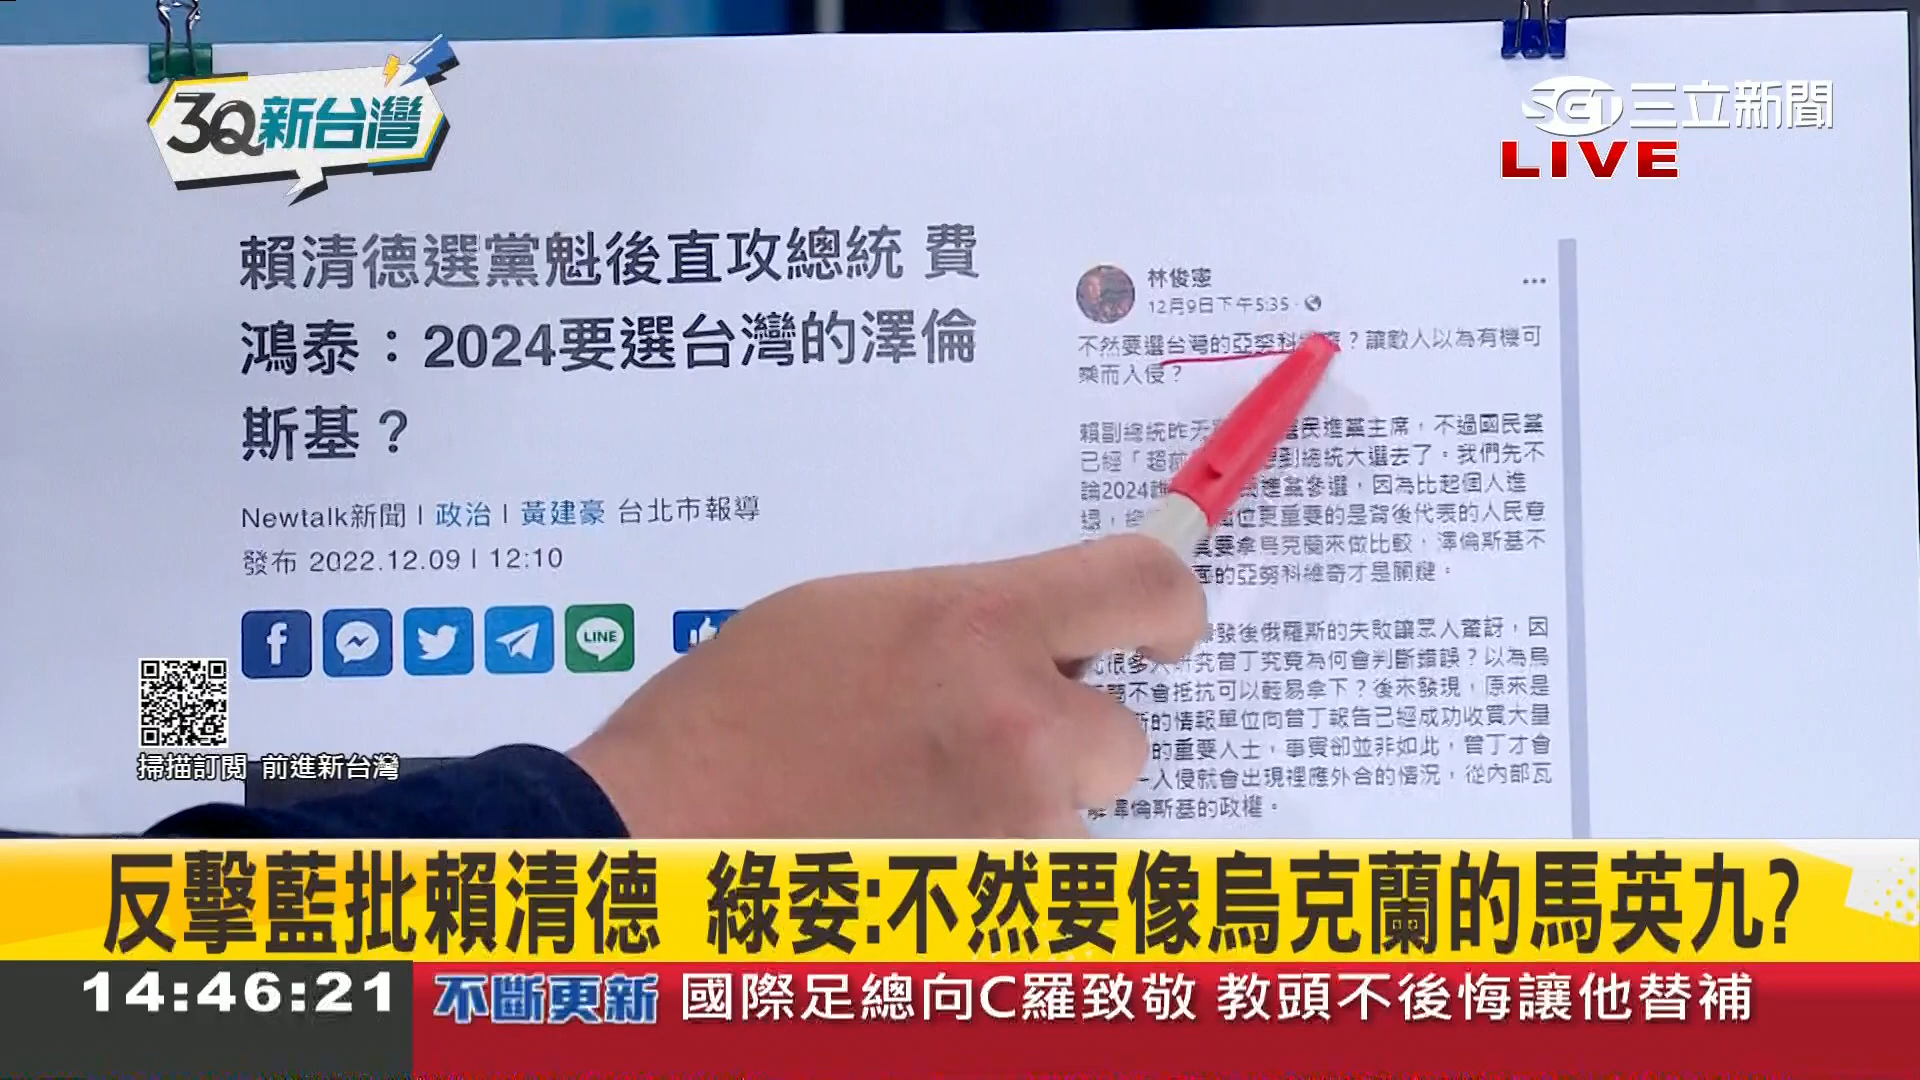 3Q新台灣
SET三立新聞
LIVE
賴清德選黨魁後直攻總統 費
鴻泰：2024要選台灣的澤倫
斯基？
Newtalk新聞 | 政治 | 黃建豪 台北市報導
發布 2022.12.09 | 12:10
LINE
林俊憲
12月9日下午5:35
不然要選台灣的亞努科？讓敵人以為有機可
乘而入侵？
賴副總統昨天民進黨主席，不過國民黨
已經「超到總統大選去了。我們先不
論2024進黨參選，因為比起個人進
退，位更重要的是背後代表的人民意
要拿烏克蘭來做比較，澤倫斯基不
的亞努科維奇才是關鍵。
發後俄羅斯的失敗讓眾人驚訝，因
很多人研究普丁究竟為何會判斷錯誤？以為烏
不會抵抗可以輕易拿下？後來發現，原來是
的情報單位向普丁報告已經成功收買大量
的重要人士，事實卻並非如此，普丁才會
入侵就會出現裡應外合的情況，從內部瓦
解澤倫斯基的政權。
掃描訂閱 前進新台灣
反擊藍批賴清德 綠委:不然要像烏克蘭的馬英九?
14:46:21 不斷更新 國際足總向C羅致敬 教頭不後悔讓他替補